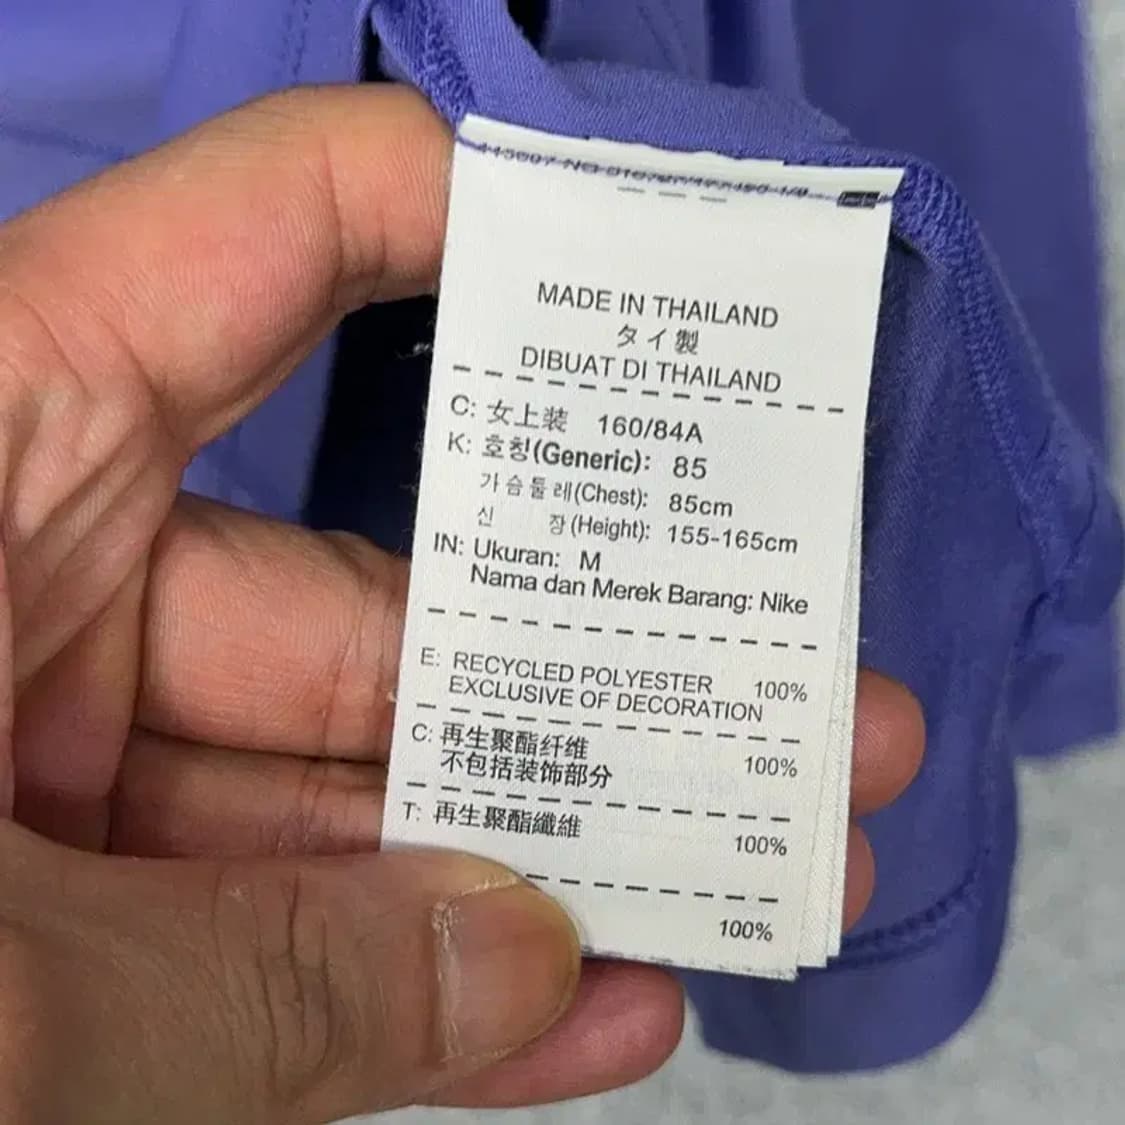 MADE IN THAILAND
タイ製
DIBUAT DI THAILAND
C: 女上装 160/84A
K: 호칭(Generic): 85
가슴둘레(Chest): 85cm
신 장(Height): 155-165cm
IN: Ukuran: M
Nama dan Merek Barang: Nike
E: RECYCLED POLYESTER 100%
EXCLUSIVE OF DECORATION
C: 再生聚酯纤维 100%
不包括装饰部分
T: 再生聚酯纖維 100%
100%